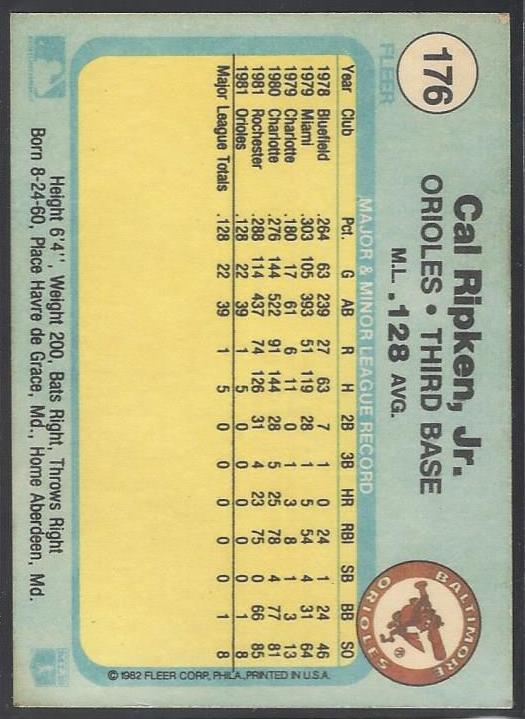 176
FLEER
Cal Ripken, Jr.
ORIOLES • THIRD BASE
M.L. .128 AVG.
BALTIMORE
ORIOLES
®
MAJOR & MINOR LEAGUE RECORD
Year Club Pct. G AB R H 2B 3B HR RBI SB BB SO
1978 Bluefield .264 63 239 27 63 7 1 0 24 1 24 46
1979 Miami .303 105 393 51 119 28 1 5 54 4 31 64
1979 Charlotte .180 17 61 6 11 0 1 3 8 1 3 13
1980 Charlotte .276 144 522 91 144 28 5 25 78 4 77 81
1981 Rochester .288 114 437 74 126 31 4 23 75 0 66 85
1981 Orioles .128 22 39 1 5 0 0 0 0 0 1 8
Major League Totals .128 22 39 1 5 0 0 0 0 0 1 8
© 1982 FLEER CORP. PHILA., PRINTED IN U.S.A.
Height 6'4", Weight 200, Bats Right, Throws Right
Born 8-24-60, Place Havre de Grace, Md., Home Aberdeen, Md.